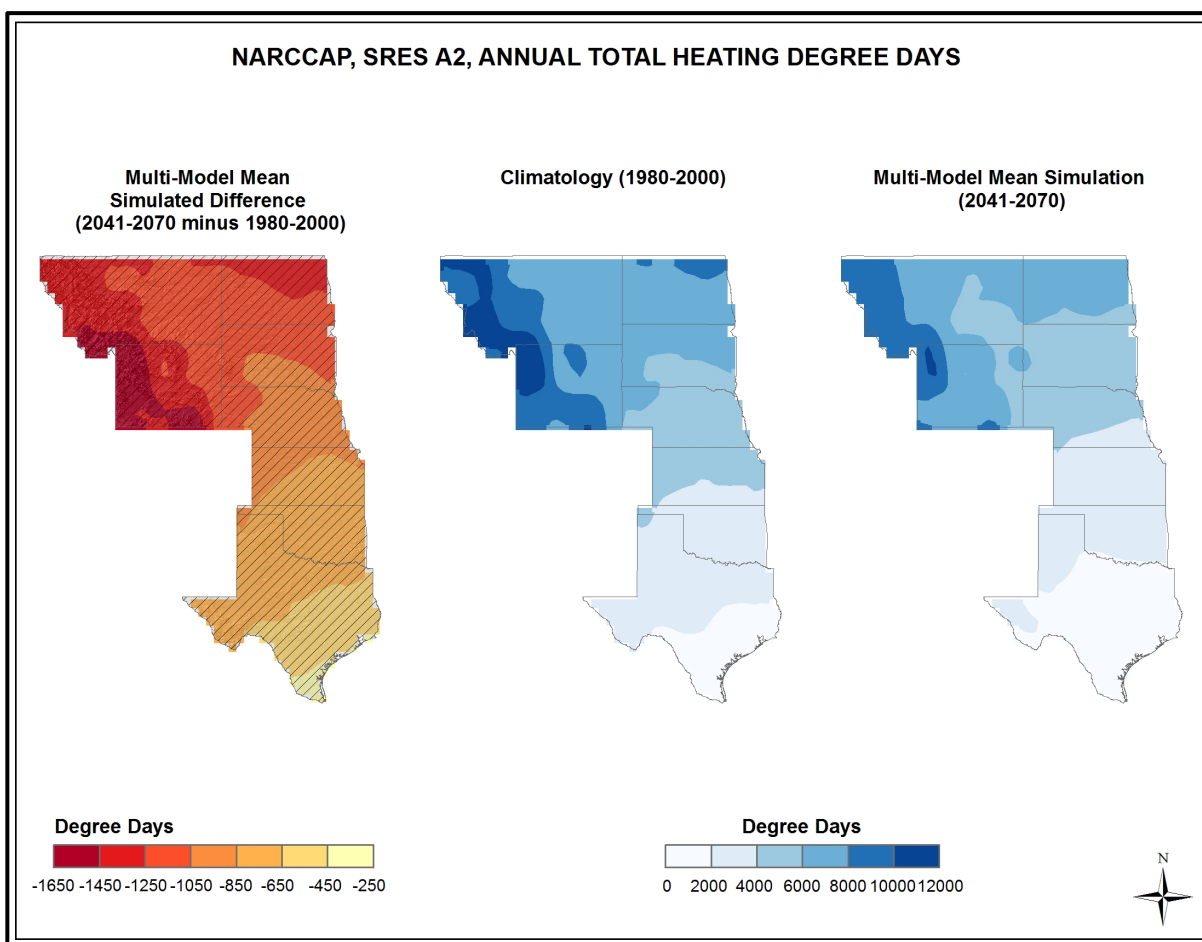 NARCCAP, SRES A2, ANNUAL TOTAL HEATING DEGREE DAYS
Multi-Model Mean
Simulated Difference
(2041-2070 minus 1980-2000)
Climatology (1980-2000)
Multi-Model Mean Simulation
(2041-2070)
Degree Days
-1650 -1450 -1250 -1050 -850 -650 -450 -250
Degree Days
0 2000 4000 6000 8000 10000 12000
N